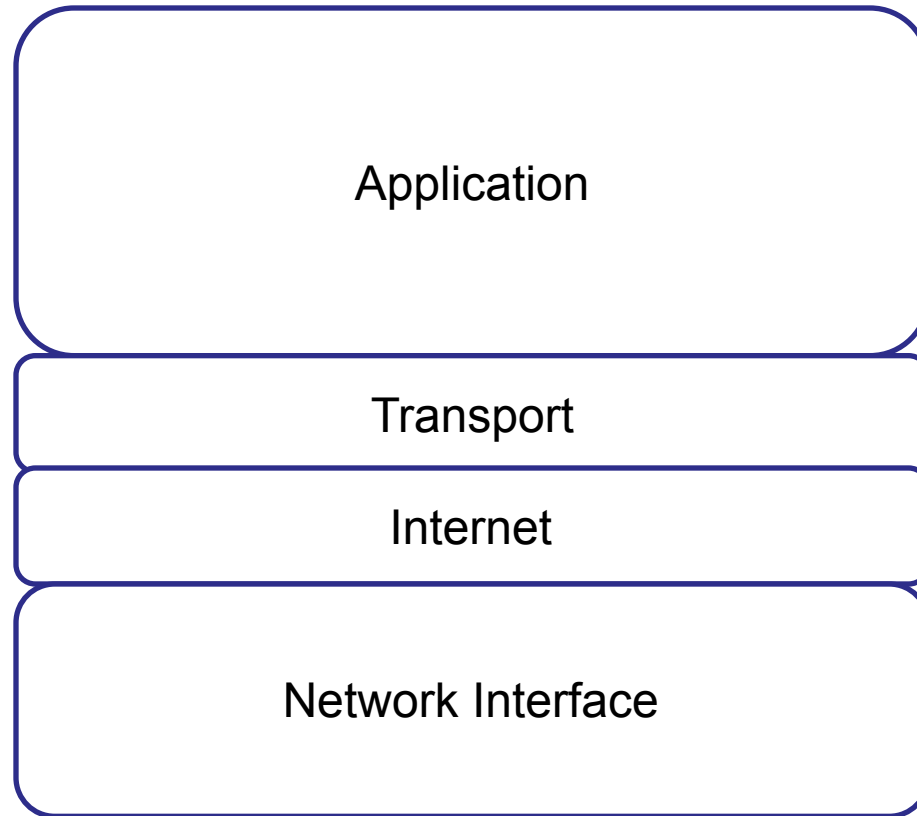 Application
Transport
Internet
Network Interface